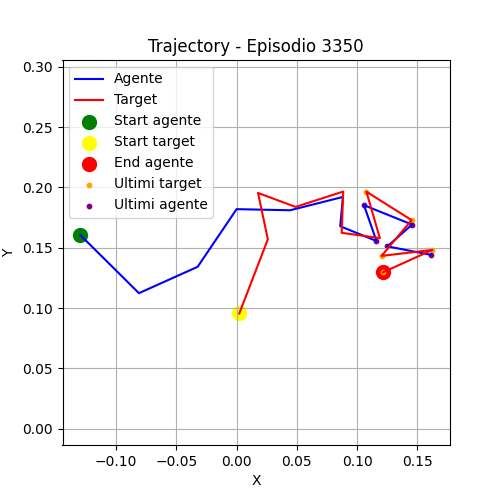 Trajectory - Episodio 3350
0.30
0.25
0.20
0.15
0.10
0.05
0.00
Y
Agente
Target
Start agente
Start target
End agente
Ultimi target
Ultimi agente
−0.10 −0.05 0.00 0.05 0.10 0.15
X